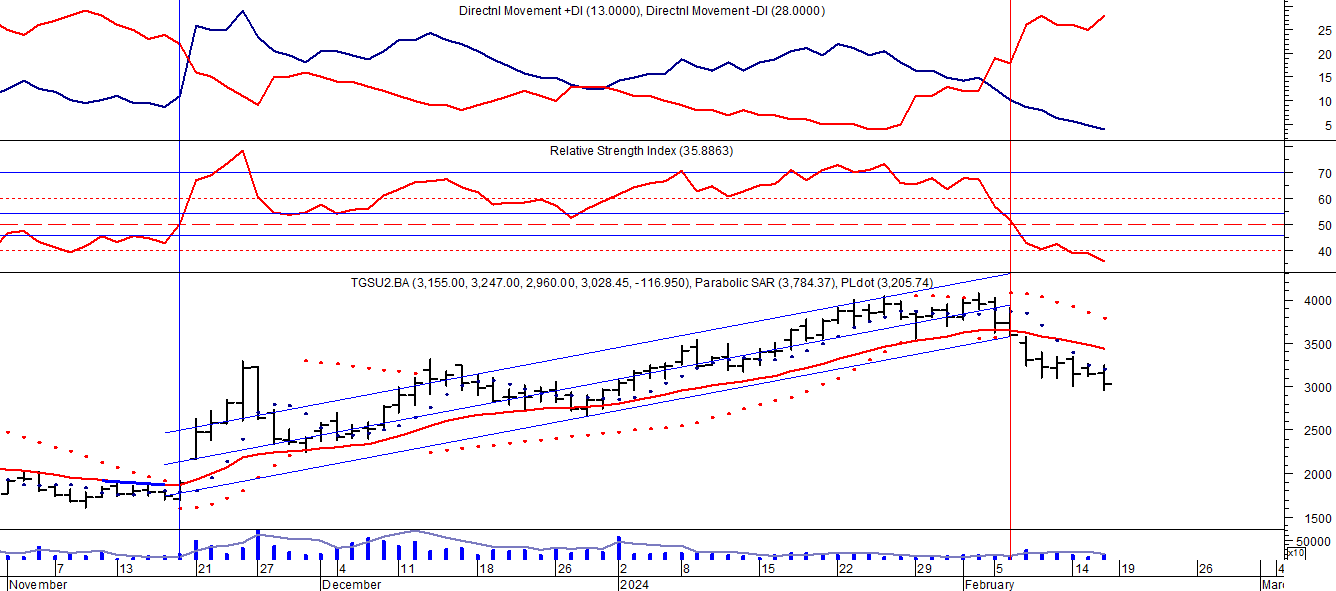 Directnl Movement +DI (13.0000), Directnl Movement -DI (28.0000)
25
20
15
10
5
Relative Strength Index (35.8863)
70
60
50
40
TGSU2.BA (3,155.00, 3,247.00, 2,960.00, 3,028.45, -116.950), Parabolic SAR (3,784.37), PLdot (3,205.74)
4000
3500
3000
2500
2000
1500
50000
x10
7 13 21 27 4 11 18 26 2 8 15 22 29 5 14 19 26 4
November December 2024 February Marc